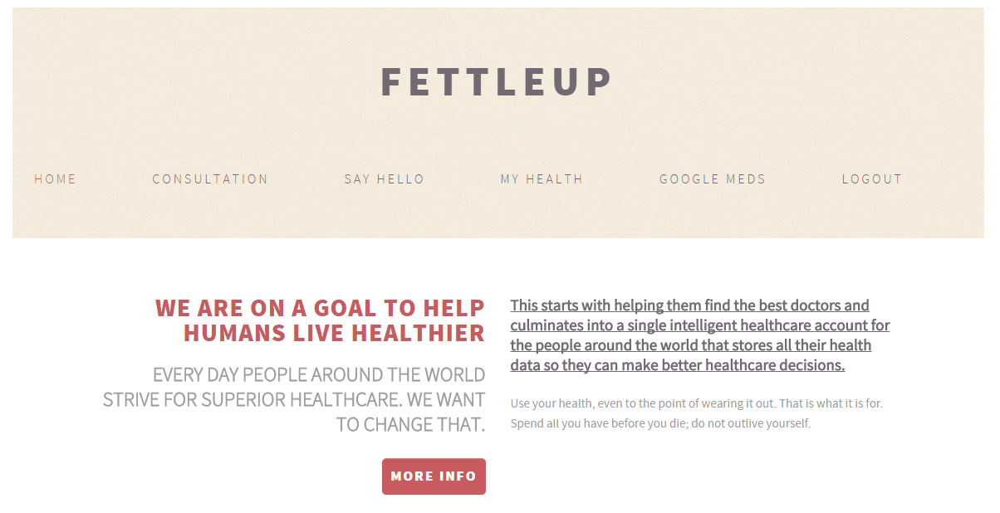 FETTLEUP
HOME CONSULTATION SAY HELLO MY HEALTH GOOGLE MEDS LOGOUT
WE ARE ON A GOAL TO HELP
HUMANS LIVE HEALTHIER
EVERY DAY PEOPLE AROUND THE WORLD
STRIVE FOR SUPERIOR HEALTHCARE. WE WANT
TO CHANGE THAT.
MORE INFO
This starts with helping them find the best doctors and
culminates into a single intelligent healthcare account for
the people around the world that stores all their health
data so they can make better healthcare decisions.
Use your health, even to the point of wearing it out. That is what it is for.
Spend all you have before you die; do not outlive yourself.